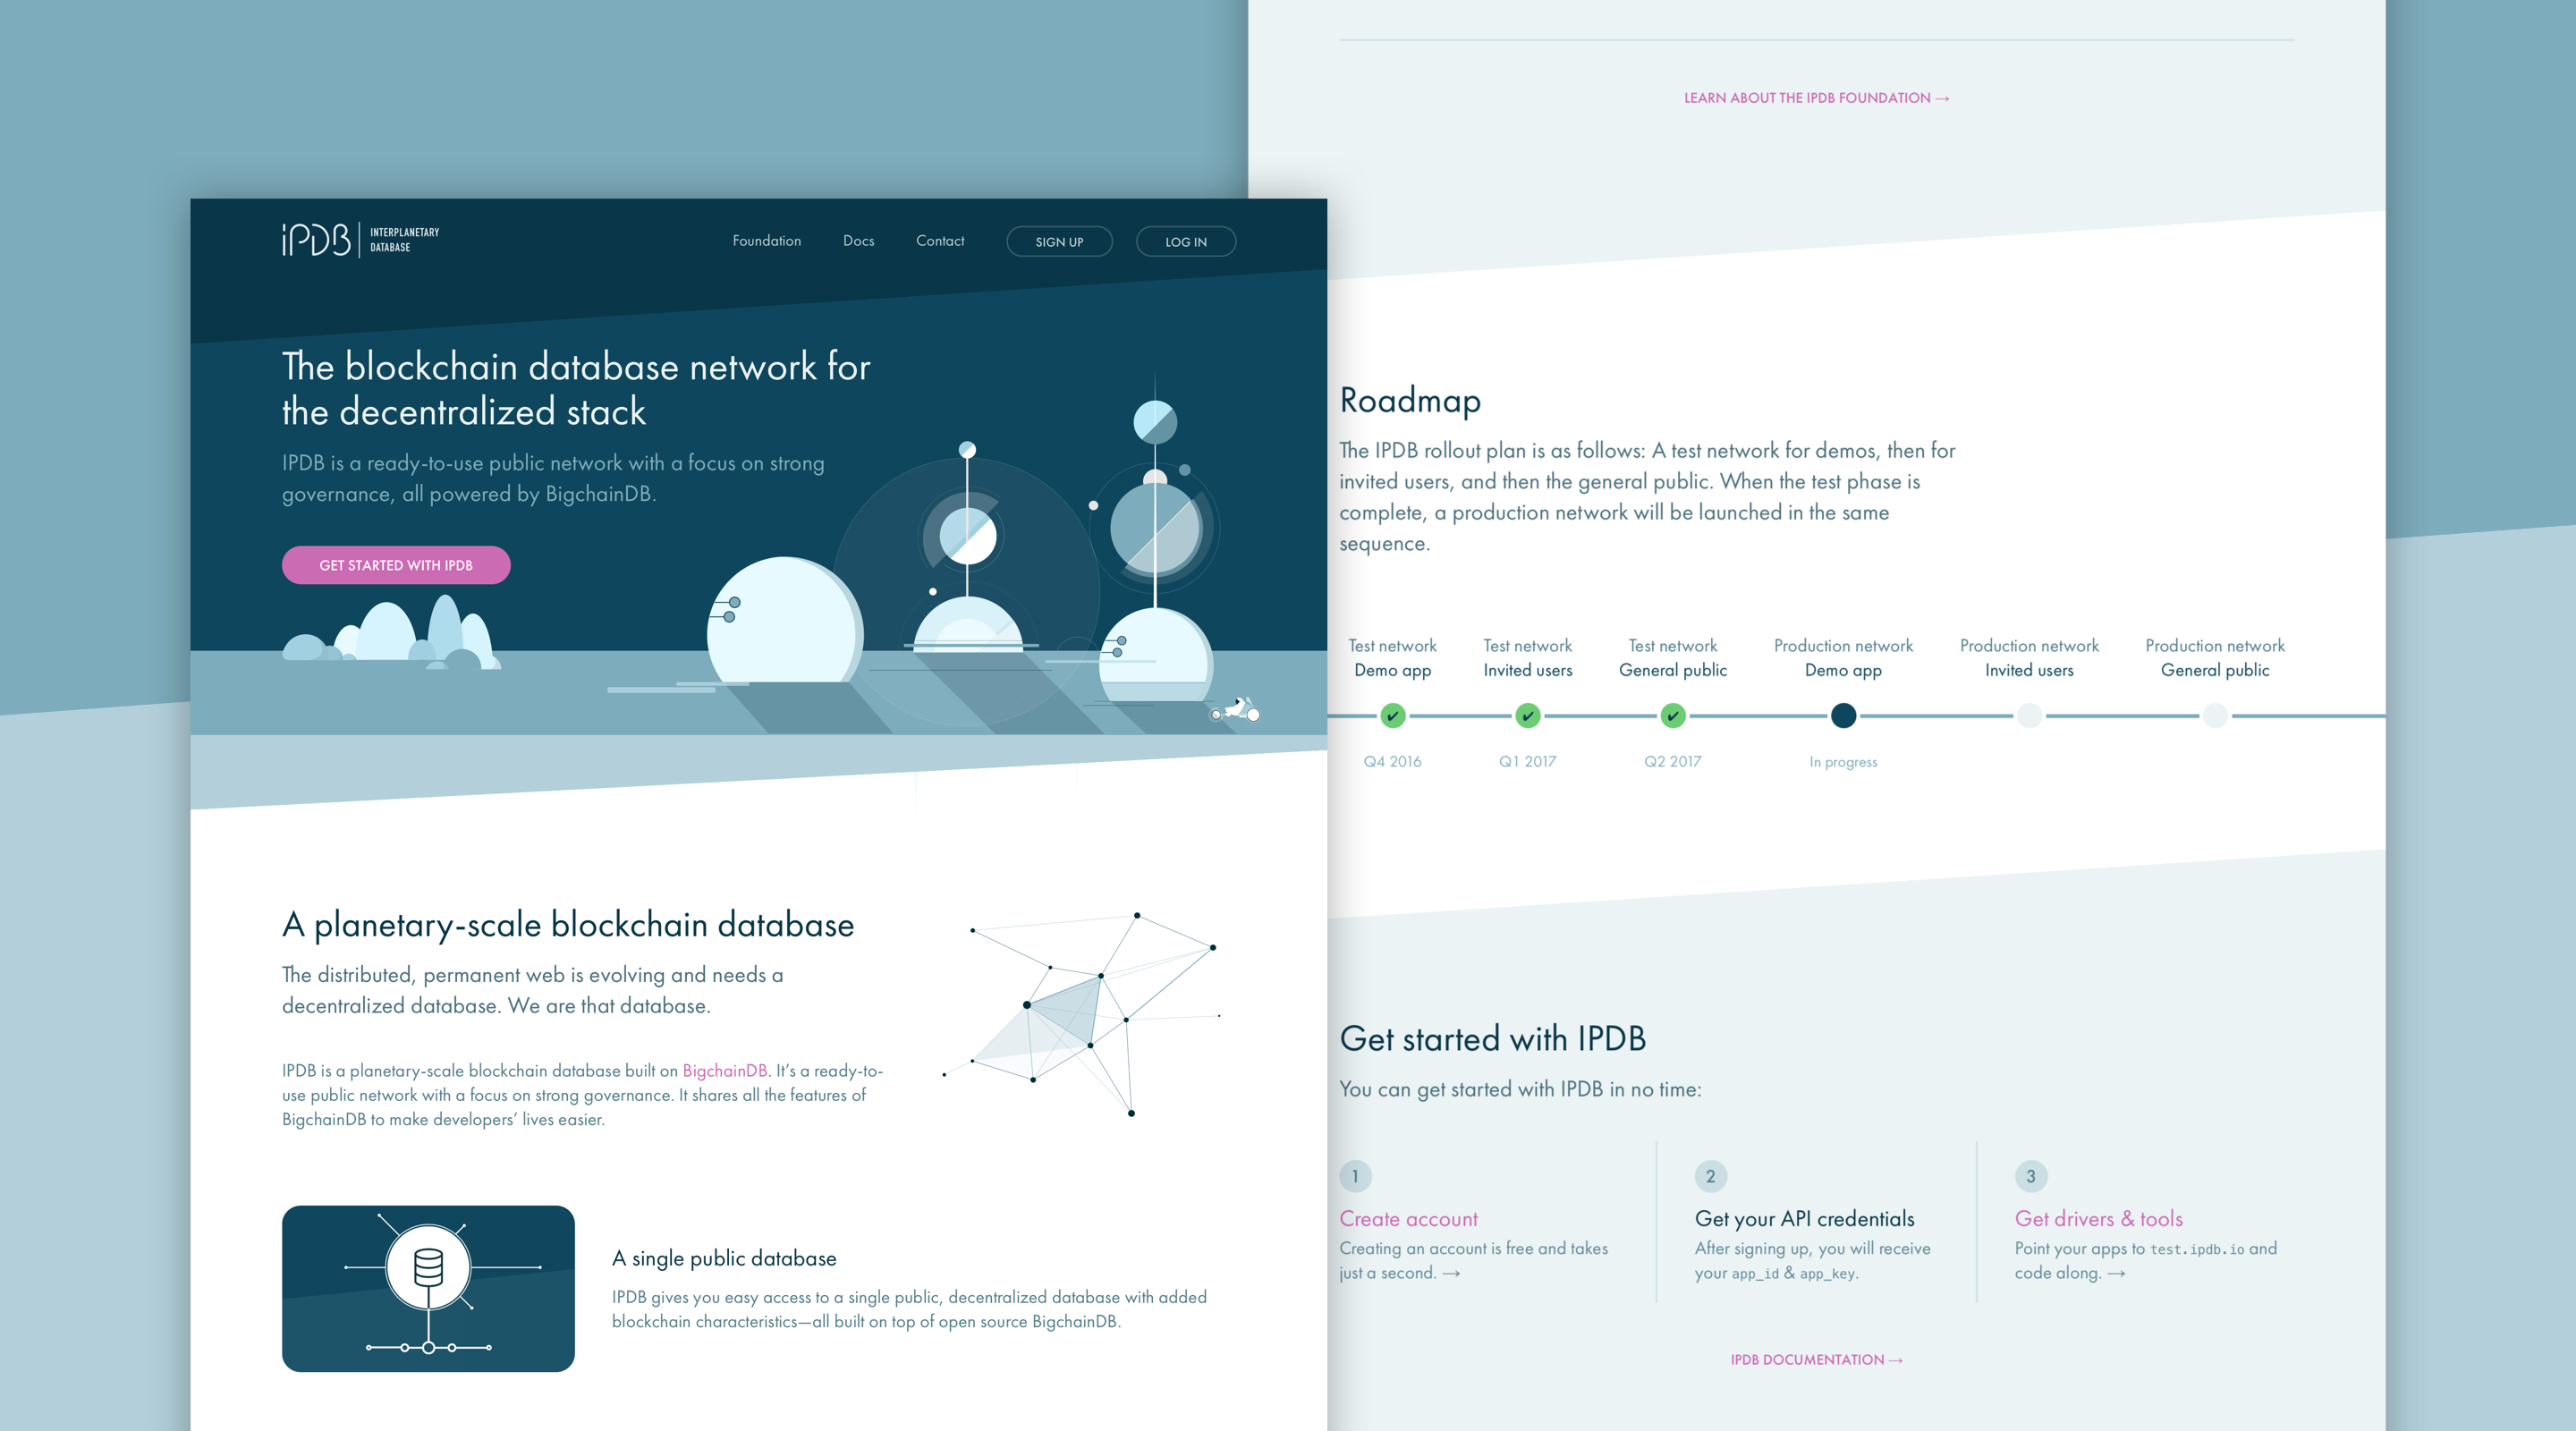 IPDB
INTERPLANETARY
DATABASE
Foundation
Docs
Contact
SIGN UP
LOG IN
The blockchain database network for
the decentralized stack
IPDB is a ready-to-use public network with a focus on strong
governance, all powered by BigchainDB.
GET STARTED WITH IPDB
A planetary-scale blockchain database
The distributed, permanent web is evolving and needs a
decentralized database. We are that database.
IPDB is a planetary-scale blockchain database built on BigchainDB. It’s a ready-to-
use public network with a focus on strong governance. It shares all the features of
BigchainDB to make developers’ lives easier.
A single public database
IPDB gives you easy access to a single public, decentralized database with added
blockchain characteristics—all built on top of open source BigchainDB.
LEARN ABOUT THE IPDB FOUNDATION →
Roadmap
The IPDB rollout plan is as follows: A test network for demos, then for
invited users, and then the general public. When the test phase is
complete, a production network will be launched in the same
sequence.
Test network
Demo app
Q4 2016
Test network
Invited users
Q1 2017
Test network
General public
Q2 2017
Production network
Demo app
In progress
Production network
Invited users
Production network
General public
Get started with IPDB
You can get started with IPDB in no time:
1
Create account
Creating an account is free and takes
just a second. →
2
Get your API credentials
After signing up, you will receive
your app_id & app_key.
3
Get drivers & tools
Point your apps to test.ipdb.io and
code along. →
IPDB DOCUMENTATION →